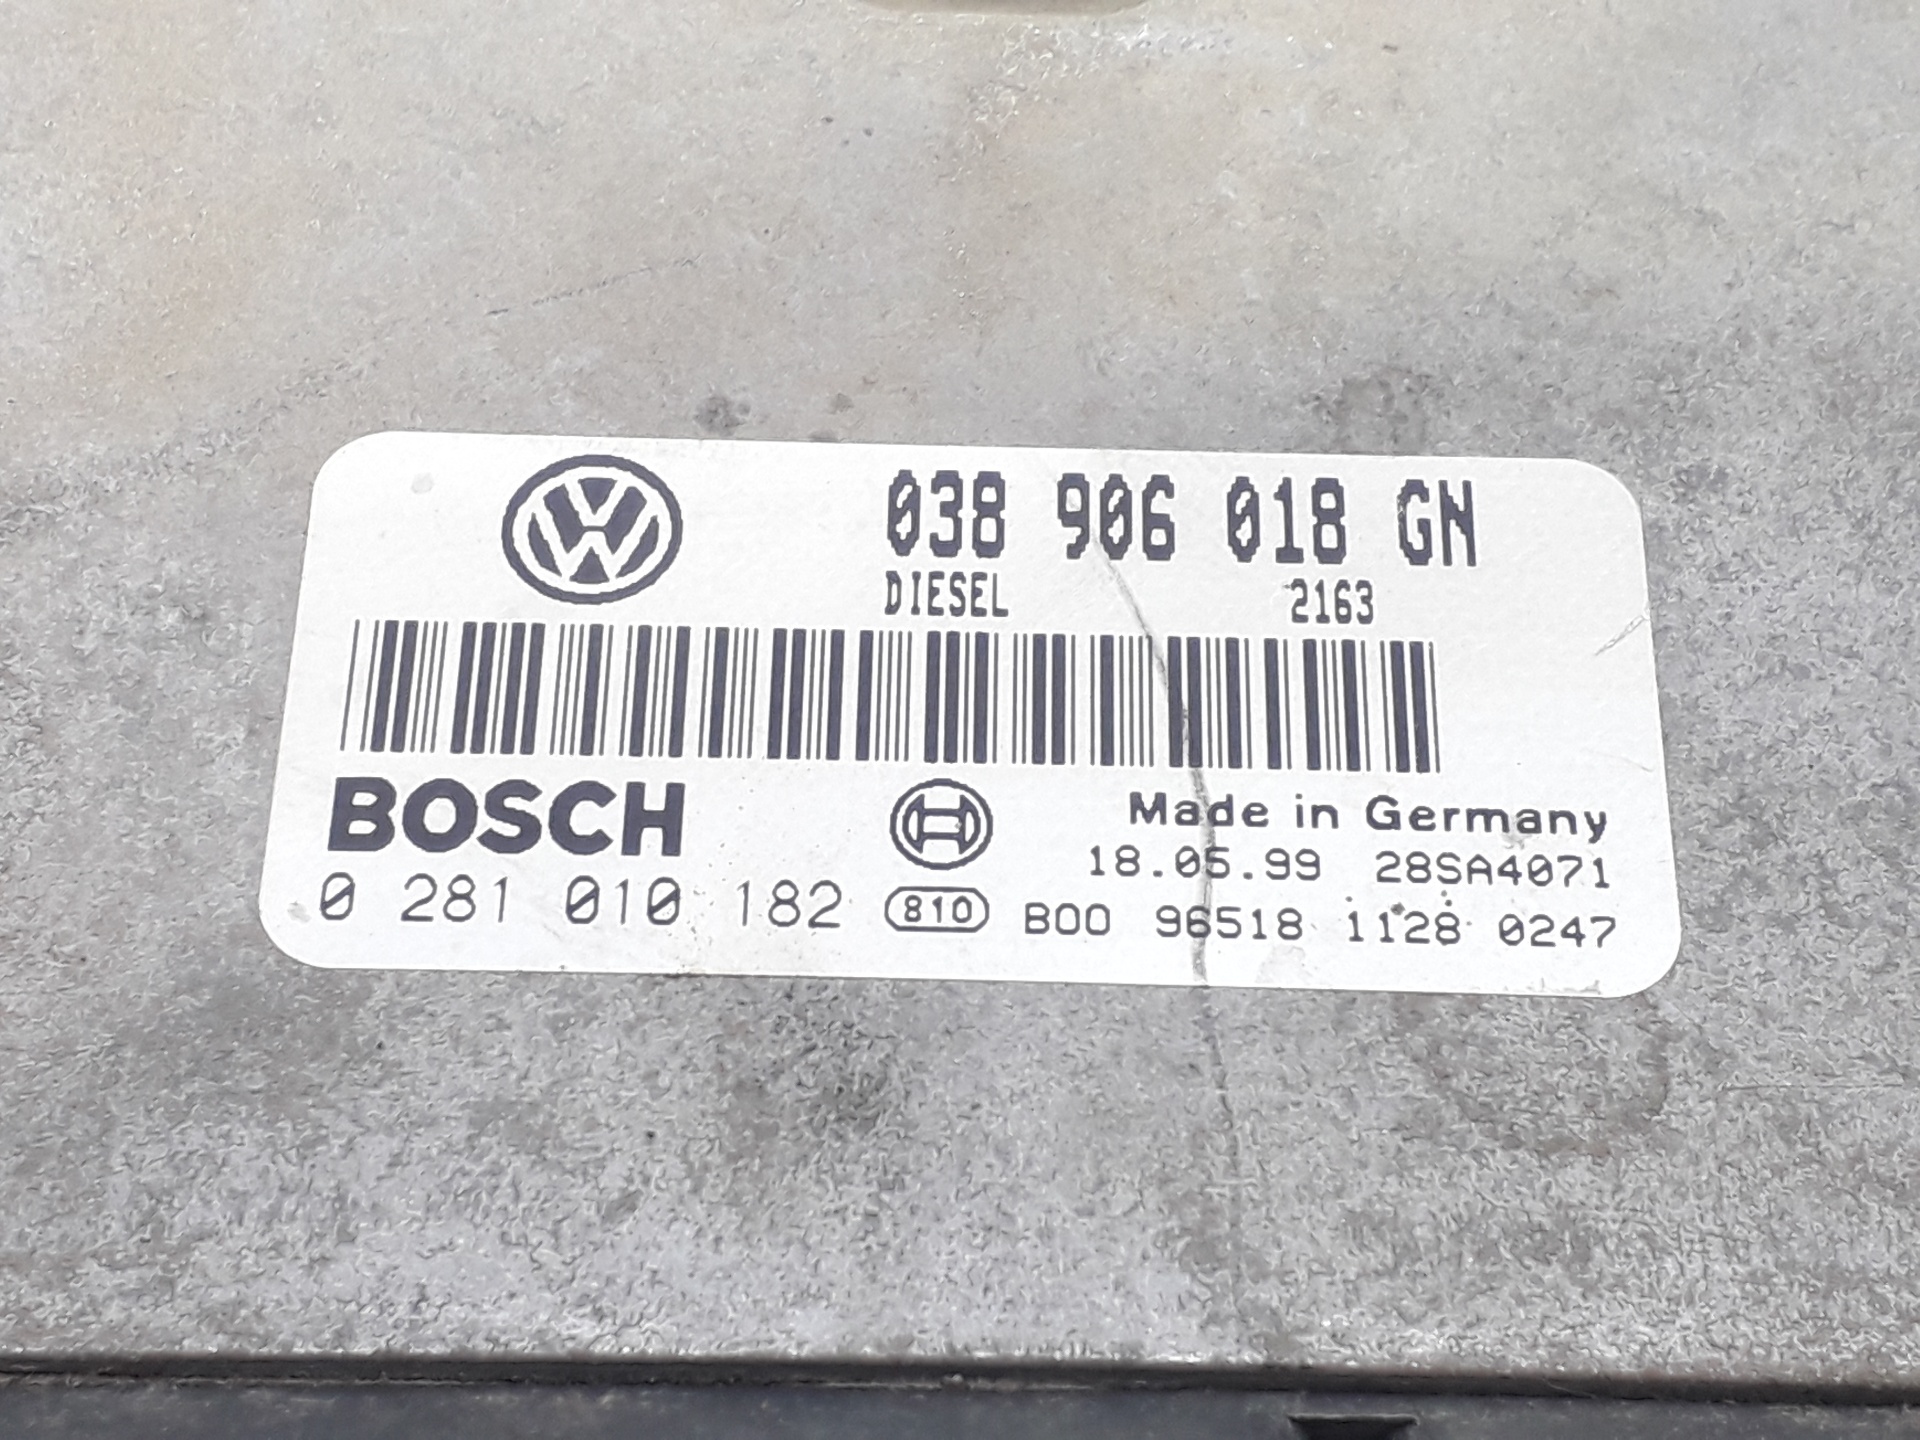 038 906 018 GN
DIESEL 2163
BOSCH
Made in Germany
18.05.99 28SA4071
0 281 010 182 810 B00 96518 1128 0247